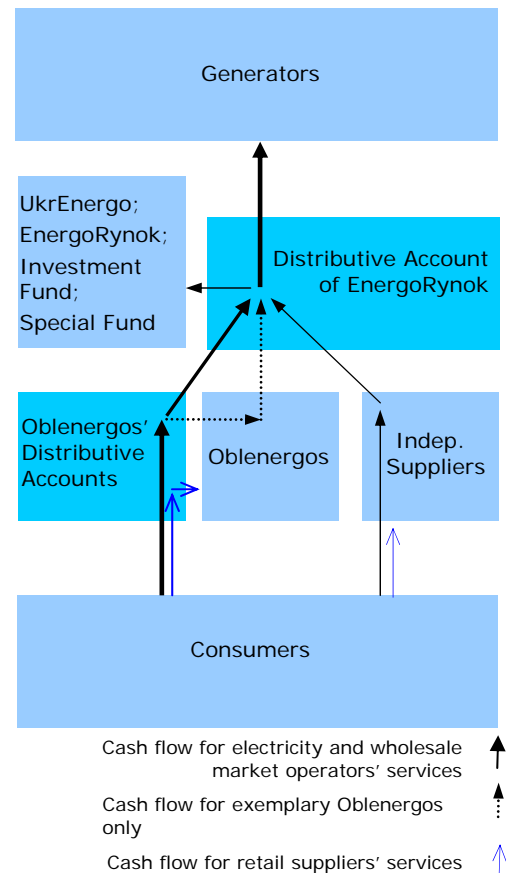 Generators
UkrEnergo;
EnergoRynok;
Investment
Fund;
Special Fund
Distributive Account
of EnergoRynok
Oblenergos'
Distributive
Accounts
Oblenergos
Indep.
Suppliers
Consumers
Cash flow for electricity and wholesale
market operators' services
Cash flow for exemplary Oblenergos
only
Cash flow for retail suppliers' services